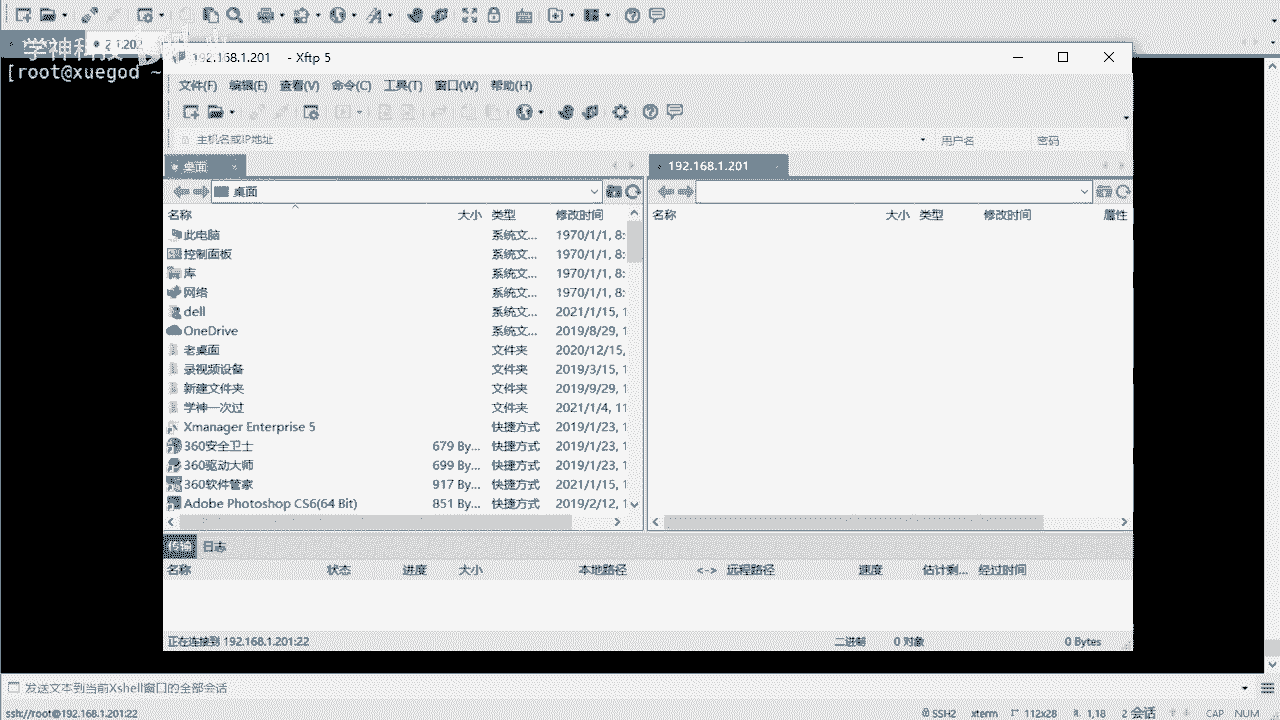 学神科技
[root@xuegod ~
192.168.1.201 - Xftp 5
文件(F) 编辑(E) 查看(V) 命令(C) 工具(T) 窗口(W) 帮助(H)
主机名或IP地址 用户名 密码
桌面 192.168.1.201
桌面
名称 大小 类型 修改时间 名称 大小 类型 修改时间 属性
此电脑 系统文... 1970/1/1, 8:
控制面板 系统文... 1970/1/1, 8:
库 系统文... 1970/1/1, 8:
网络 系统文... 1970/1/1, 8:
dell 系统文... 2021/1/15, 1
OneDrive 系统文... 2019/8/29, 1
老桌面 文件夹 2020/12/15,
录视频设备 文件夹 2019/3/15, 1
新建文件夹 文件夹 2019/9/29, 1
学神一次过 文件夹 2021/1/4, 11
Xmanager Enterprise 5 快捷方式 2019/1/23, 1
360安全卫士 679 By... 快捷方式 2019/1/23, 1
360驱动大师 699 By... 快捷方式 2019/1/23, 1
360软件管家 917 By... 快捷方式 2021/1/15, 1
Adobe Photoshop CS6(64 Bit) 851 By... 快捷方式 2019/2/12, 1
传输 日志
名称 状态 进度 大小 本地路径 <-> 远程路径 速度 估计剩... 经过时间
正在连接到 192.168.1.201:22 二进制 0 对象 0 Bytes
发送文本到当前Xshell窗口的全部会话
ssh://root@192.168.1.201:22 SSH2 xterm 112x28 1,18 2 会话 CAP NUM